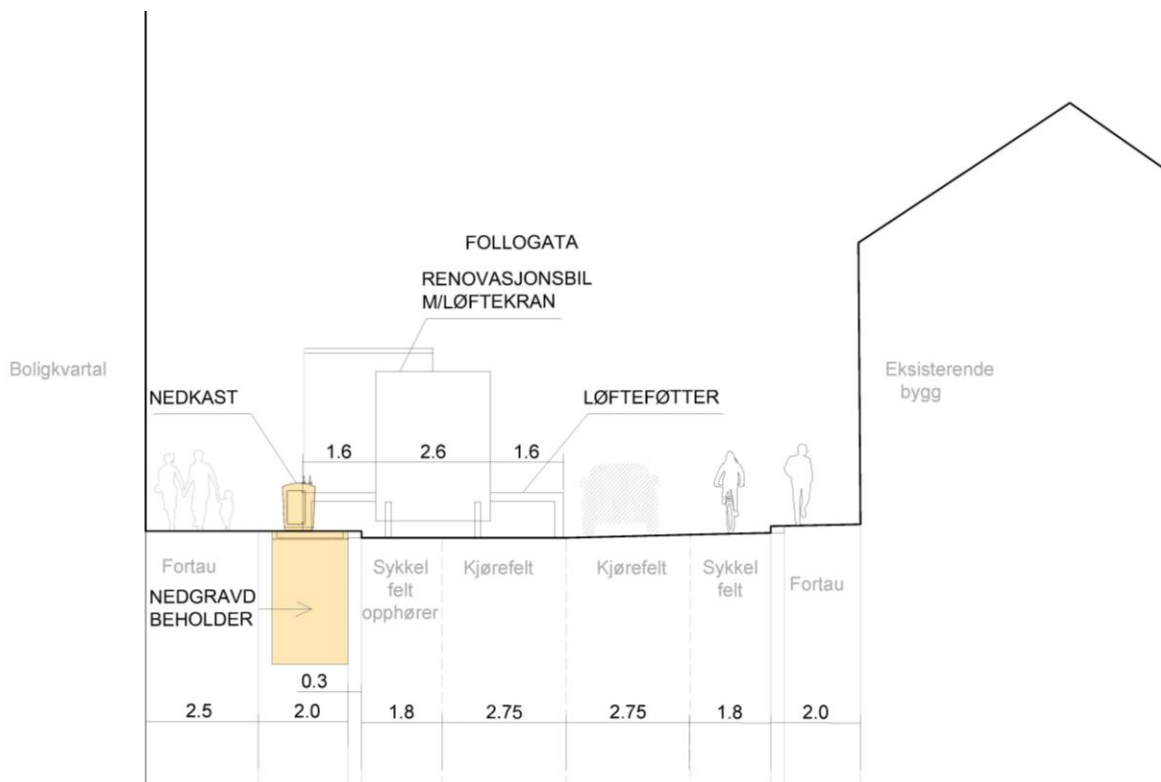 FOLLOGATA
RENOVASJONSBIL
M/LØFTEKRAN
Boligkvartal
Eksisterende
bygg
NEDKAST
LØFTEFØTTER
1.6
2.6
1.6
Fortau
Sykkel
felt
opphører
Kjørefelt
Kjørefelt
Sykkel
felt
Fortau
NEDGRAVD
BEHOLDER
0.3
2.5
2.0
1.8
2.75
2.75
1.8
2.0